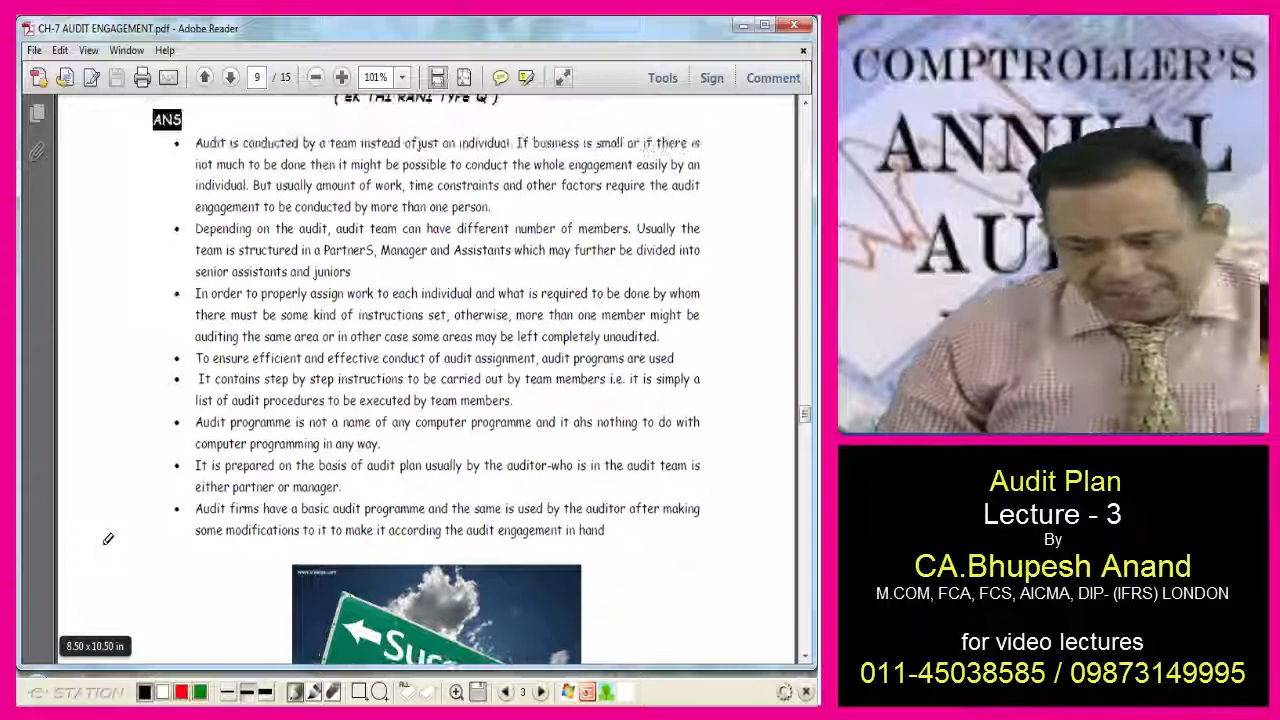 CH-7 AUDIT ENGAGEMENT.pdf - Adobe Reader
File Edit View Window Help
9 / 15 101% Tools Sign Comment
( EK THI RANI TYPE Q )
ANS
• Audit is conducted by a team instead of just an individual. If business is small or if there is
not much to be done then it might be possible to conduct the whole engagement easily by an
individual. But usually amount of work, time constraints and other factors require the audit
engagement to be conducted by more than one person.
• Depending on the audit, audit team can have different number of members. Usually the
team is structured in a PartnerS, Manager and Assistants which may further be divided into
senior assistants and juniors
• In order to properly assign work to each individual and what is required to be done by whom
there must be some kind of instructions set, otherwise, more than one member might be
auditing the same area or in other case some areas may be left completely unaudited.
• To ensure efficient and effective conduct of audit assignment, audit programs are used
• It contains step by step instructions to be carried out by team members i.e. it is simply a
list of audit procedures to be executed by team members.
• Audit programme is not a name of any computer programme and it ahs nothing to do with
computer programming in any way.
• It is prepared on the basis of audit plan usually by the auditor-who is in the audit team is
either partner or manager.
• Audit firms have a basic audit programme and the same is used by the auditor after making
some modifications to it to make it according the audit engagement in hand
8.50 x 10.50 in
STATION
3
COMPTROLLER'S
ANNUAL
Audit Plan
Lecture - 3
By
CA.Bhupesh Anand
M.COM, FCA, FCS, AICMA, DIP- (IFRS) LONDON
for video lectures
011-45038585 / 09873149995